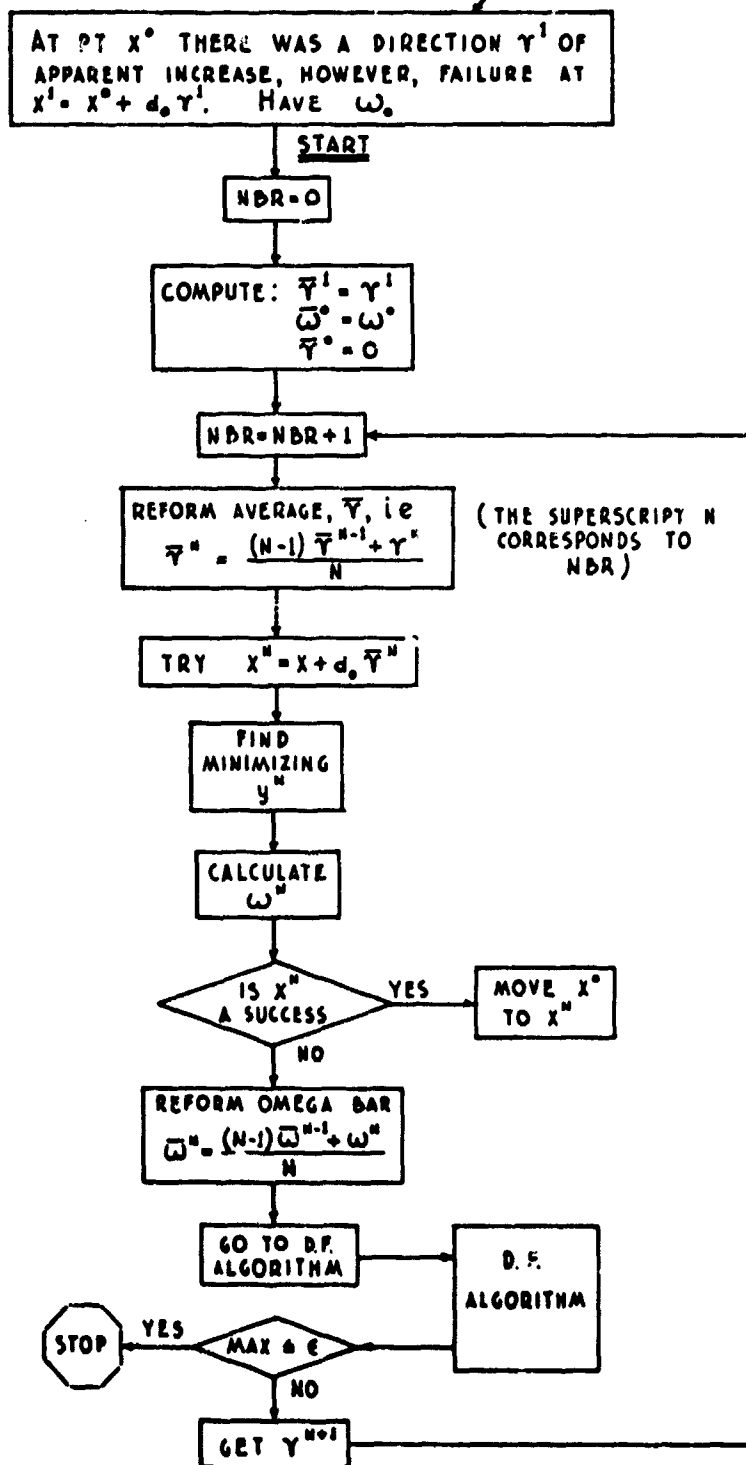 AT PT X° THERE WAS A DIRECTION γ¹ OF
APPARENT INCREASE, HOWEVER, FAILURE AT
X¹ = X° + d₀ γ¹. HAVE ω₀
START
NBR=0
COMPUTE: γ̅¹ = γ¹
ω̅° = ω°
γ̅° = 0
NBR=NBR+1
REFORM AVERAGE, γ̅, ie
γ̅ᴺ = (N-1) γ̅ᴺ⁻¹ + γᴷ / N
(THE SUPERSCRIPT N
CORRESPONDS TO
NBR)
TRY Xᴺ = X + d₀ γ̅ᴺ
FIND
MINIMIZING
yᴺ
CALCULATE
ωᴺ
IS Xᴺ
A SUCCESS
YES
MOVE X°
TO Xᴺ
NO
REFORM OMEGA BAR
ω̅ᴺ = (N-1) ω̅ᴺ⁻¹ + ωᴺ / N
GO TO D.F.
ALGORITHM
D.F.
ALGORITHM
MAX ≤ ε
YES
STOP
NO
GET γᴺ⁺¹